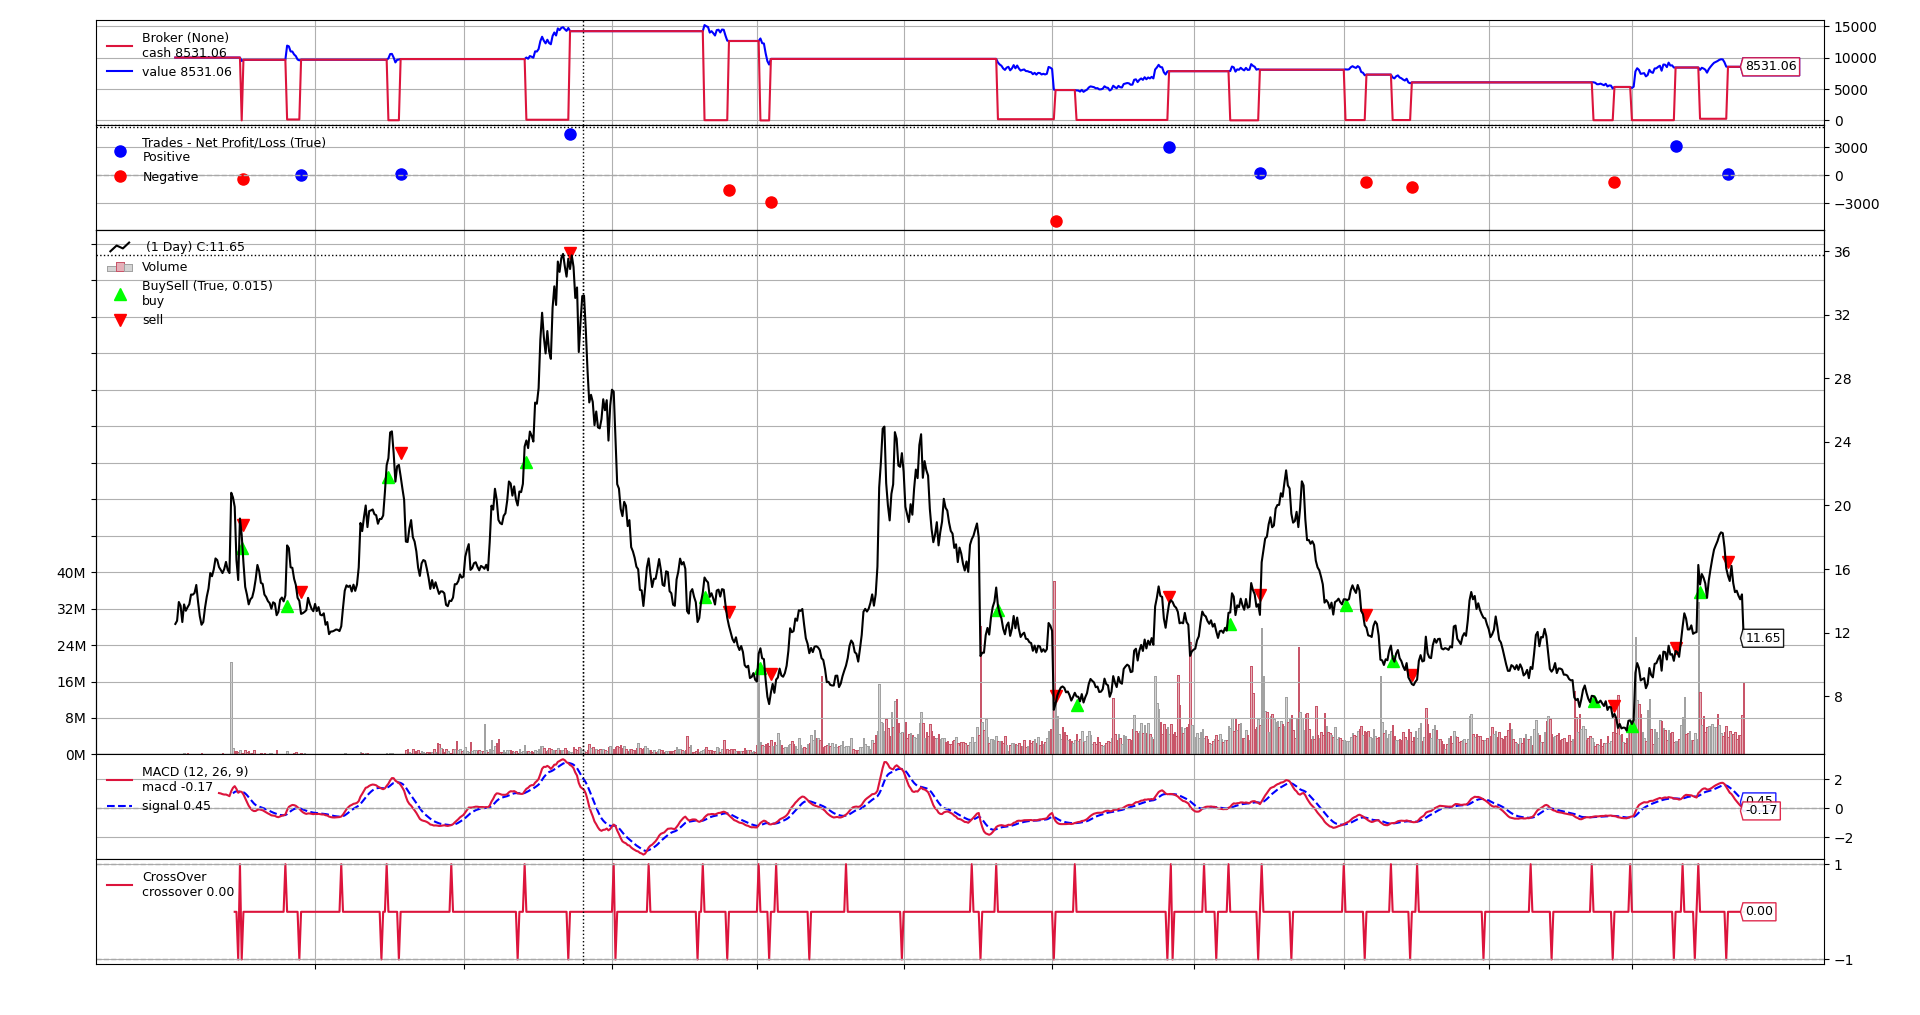 Broker (None)
cash 8531.06
value 8531.06
15000
10000
8531.06
5000
0
Trades - Net Profit/Loss (True)
Positive
Negative
3000
0
−3000
(1 Day) C:11.65
Volume
BuySell (True, 0.015)
buy
sell
36
32
28
24
20
16
12
11.65
8
40M
32M
24M
16M
8M
0M
MACD (12, 26, 9)
macd -0.17
signal 0.45
2
0.45
0
-0.17
−2
CrossOver
crossover 0.00
1
0.00
−1